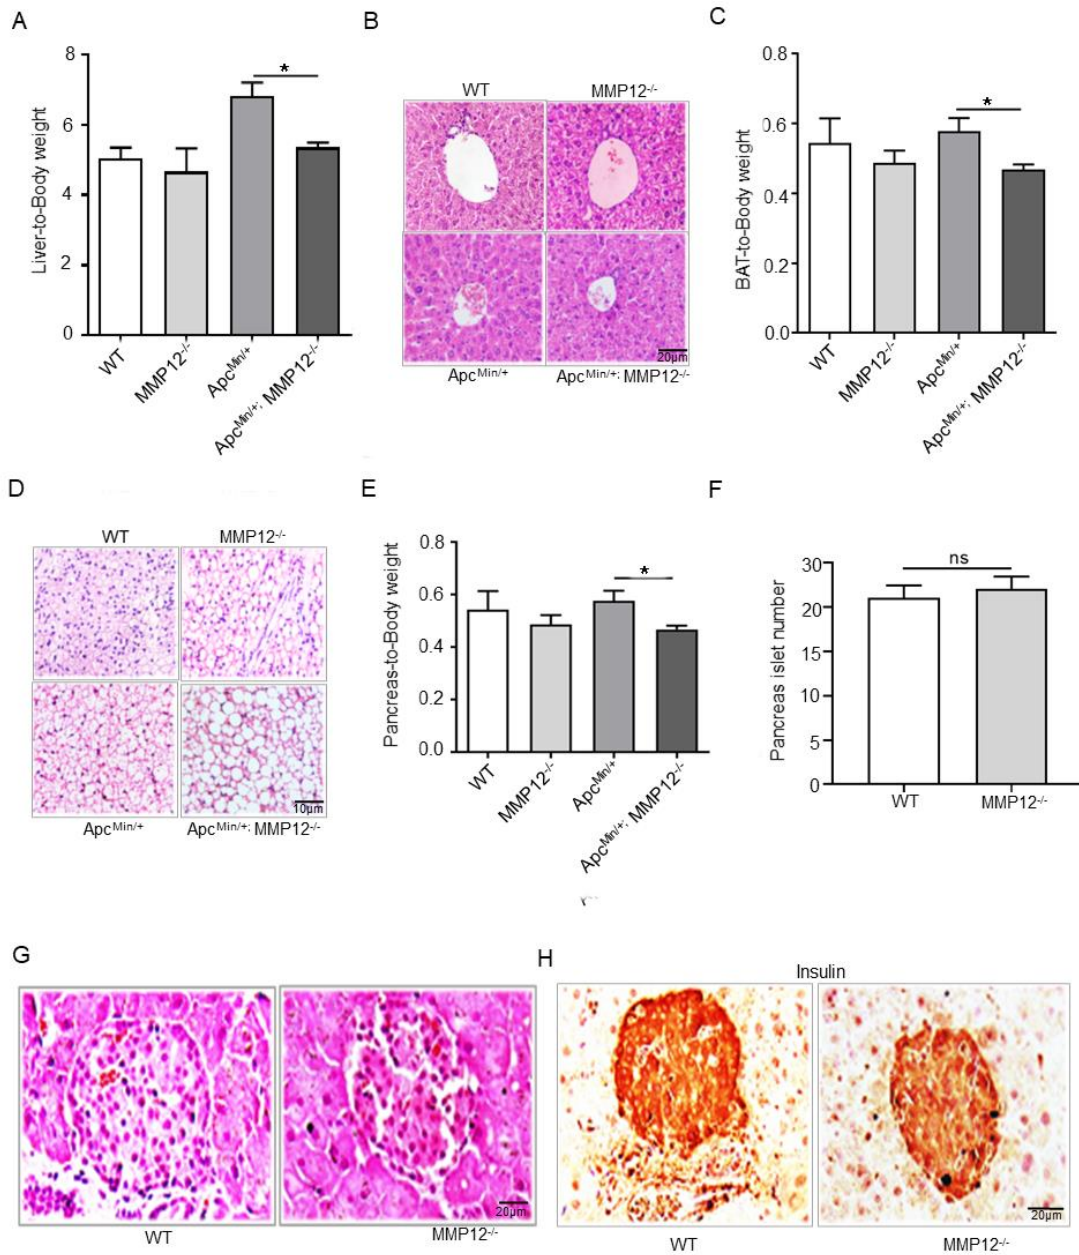 A
Liver-to-Body weight
8
6
4
2
0
*
WT
MMP12-/-
ApcMin/+
ApcMin/+; MMP12-/-
B
WT
MMP12-/-
20µm
ApcMin/+
ApcMin/+; MMP12-/-
C
BAT-to-Body weight
0.8
0.6
0.4
0.2
0.0
*
WT
MMP12-/-
ApcMin/+
ApcMin/+; MMP12-/-
D
WT
MMP12-/-
10µm
ApcMin/+
ApcMin/+; MMP12-/-
E
Pancreas-to-Body weight
0.8
0.6
0.4
0.2
0.0
*
WT
MMP12-/-
ApcMin/+
ApcMin/+; MMP12-/-
F
Pancreas islet number
30
20
15
10
5
0
ns
WT
MMP12-/-
G
20µm
WT
MMP12-/-
H
Insulin
20µm
WT
MMP12-/-